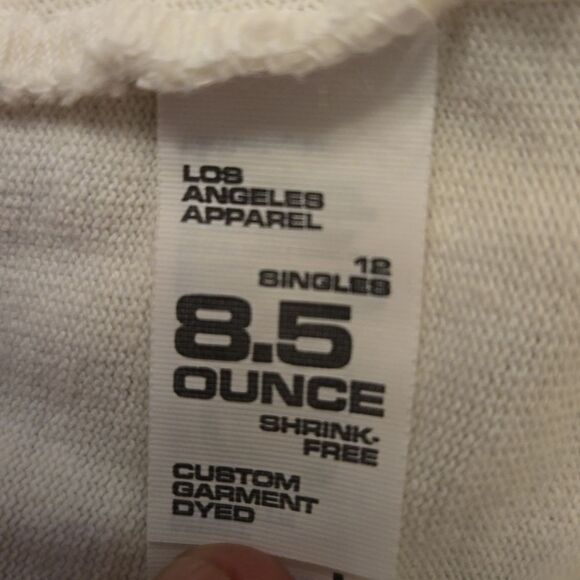 LOS
ANGELES
APPAREL
12
SINGLES
8.5
OUNCE
SHRINK-
FREE
CUSTOM
GARMENT
DYED